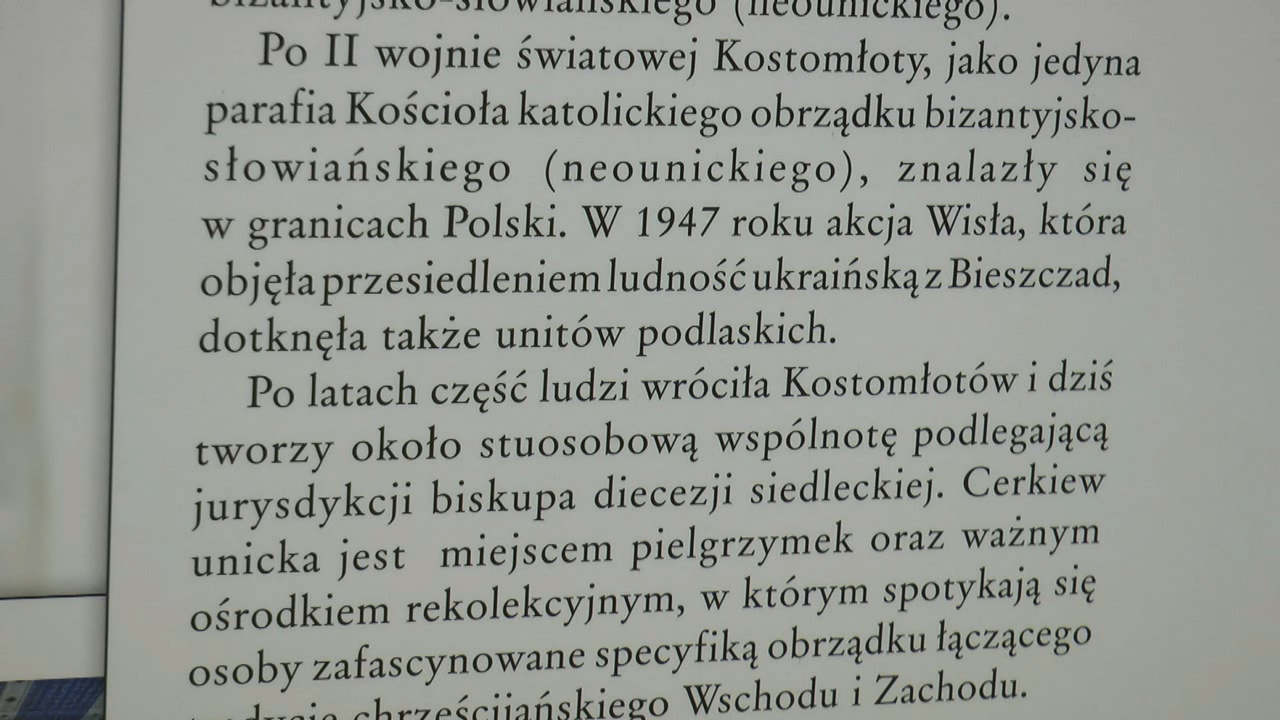 bizantyjsko-słowiańskiego (neounickiego).
Po II wojnie światowej Kostomłoty, jako jedyna
parafia Kościoła katolickiego obrządku bizantyjsko-
słowiańskiego (neounickiego), znalazły się
w granicach Polski. W 1947 roku akcja Wisła, która
objęła przesiedleniem ludność ukraińską z Bieszczad,
dotknęła także unitów podlaskich.
Po latach część ludzi wróciła Kostomłotów i dziś
tworzy około stuosobową wspólnotę podlegającą
jurysdykcji biskupa diecezji siedleckiej. Cerkiew
unicka jest miejscem pielgrzymek oraz ważnym
ośrodkiem rekolekcyjnym, w którym spotykają się
osoby zafascynowane specyfiką obrządku łączącego
chrześcijańskiego Wschodu i Zachodu.